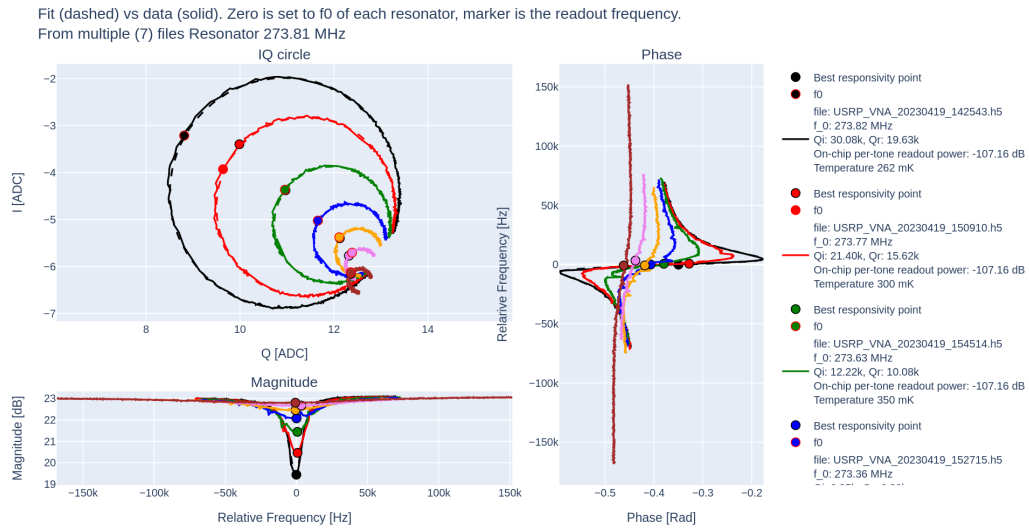 Fit (dashed) vs data (solid). Zero is set to f0 of each resonator, marker is the readout frequency.
From multiple (7) files Resonator 273.81 MHz
IQ circle
−2
−3
−4
−5
−6
−7
I [ADC]
8
10
12
14
Q [ADC]
Magnitude
23
22
21
20
19
Magnitude [dB]
−150k
−100k
−50k
0
50k
100k
150k
Relative Frequency [Hz]
Phase
150k
100k
50k
0
−50k
−100k
−150k
Relarive Frequency [Hz]
−0.5
−0.4
−0.3
−0.2
Phase [Rad]
Best responsivity point
f0
file: USRP_VNA_20230419_142543.h5
f_0: 273.82 MHz
Qi: 30.08k, Qr: 19.63k
On-chip per-tone readout power: -107.16 dB
Temperature 262 mK
Best responsivity point
f0
file: USRP_VNA_20230419_150910.h5
f_0: 273.77 MHz
Qi: 21.40k, Qr: 15.62k
On-chip per-tone readout power: -107.16 dB
Temperature 300 mK
Best responsivity point
f0
file: USRP_VNA_20230419_154514.h5
f_0: 273.63 MHz
Qi: 12.22k, Qr: 10.08k
On-chip per-tone readout power: -107.16 dB
Temperature 350 mK
Best responsivity point
f0
file: USRP_VNA_20230419_152715.h5
f_0: 273.36 MHz